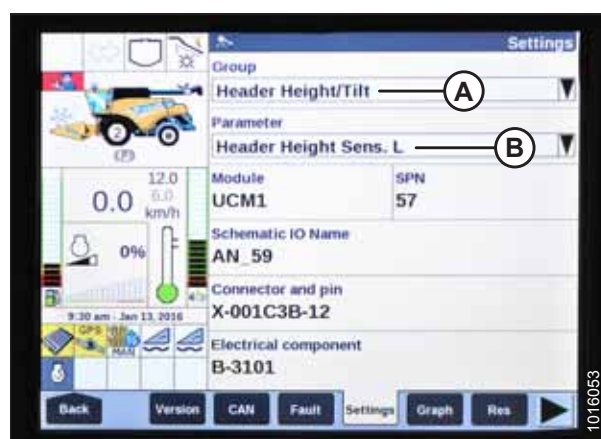 Settings
Group
Header Height/Tilt
A
Parameter
Header Height Sens. L
B
Module
SPN
UCM1
57
Schematic IO Name
AN_59
Connector and pin
X-001C3B-12
Electrical component
B-3101
2
(P)
12.0
0.0
6.0
km/h
0%
9:30 am - Jan 13, 2016
GPS
MAN
Back
Version
CAN
Fault
Settings
Graph
Res
1016053